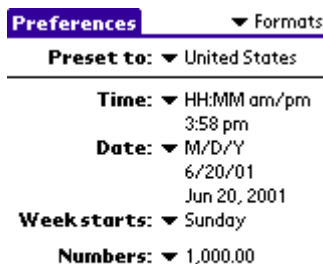 Preferences ▼ Formats
Preset to: ▼ United States
Time: ▼ HH:MM am/pm
3:58 pm
Date: ▼ M/D/Y
6/20/01
Jun 20, 2001
Week starts: ▼ Sunday
Numbers: ▼ 1,000.00